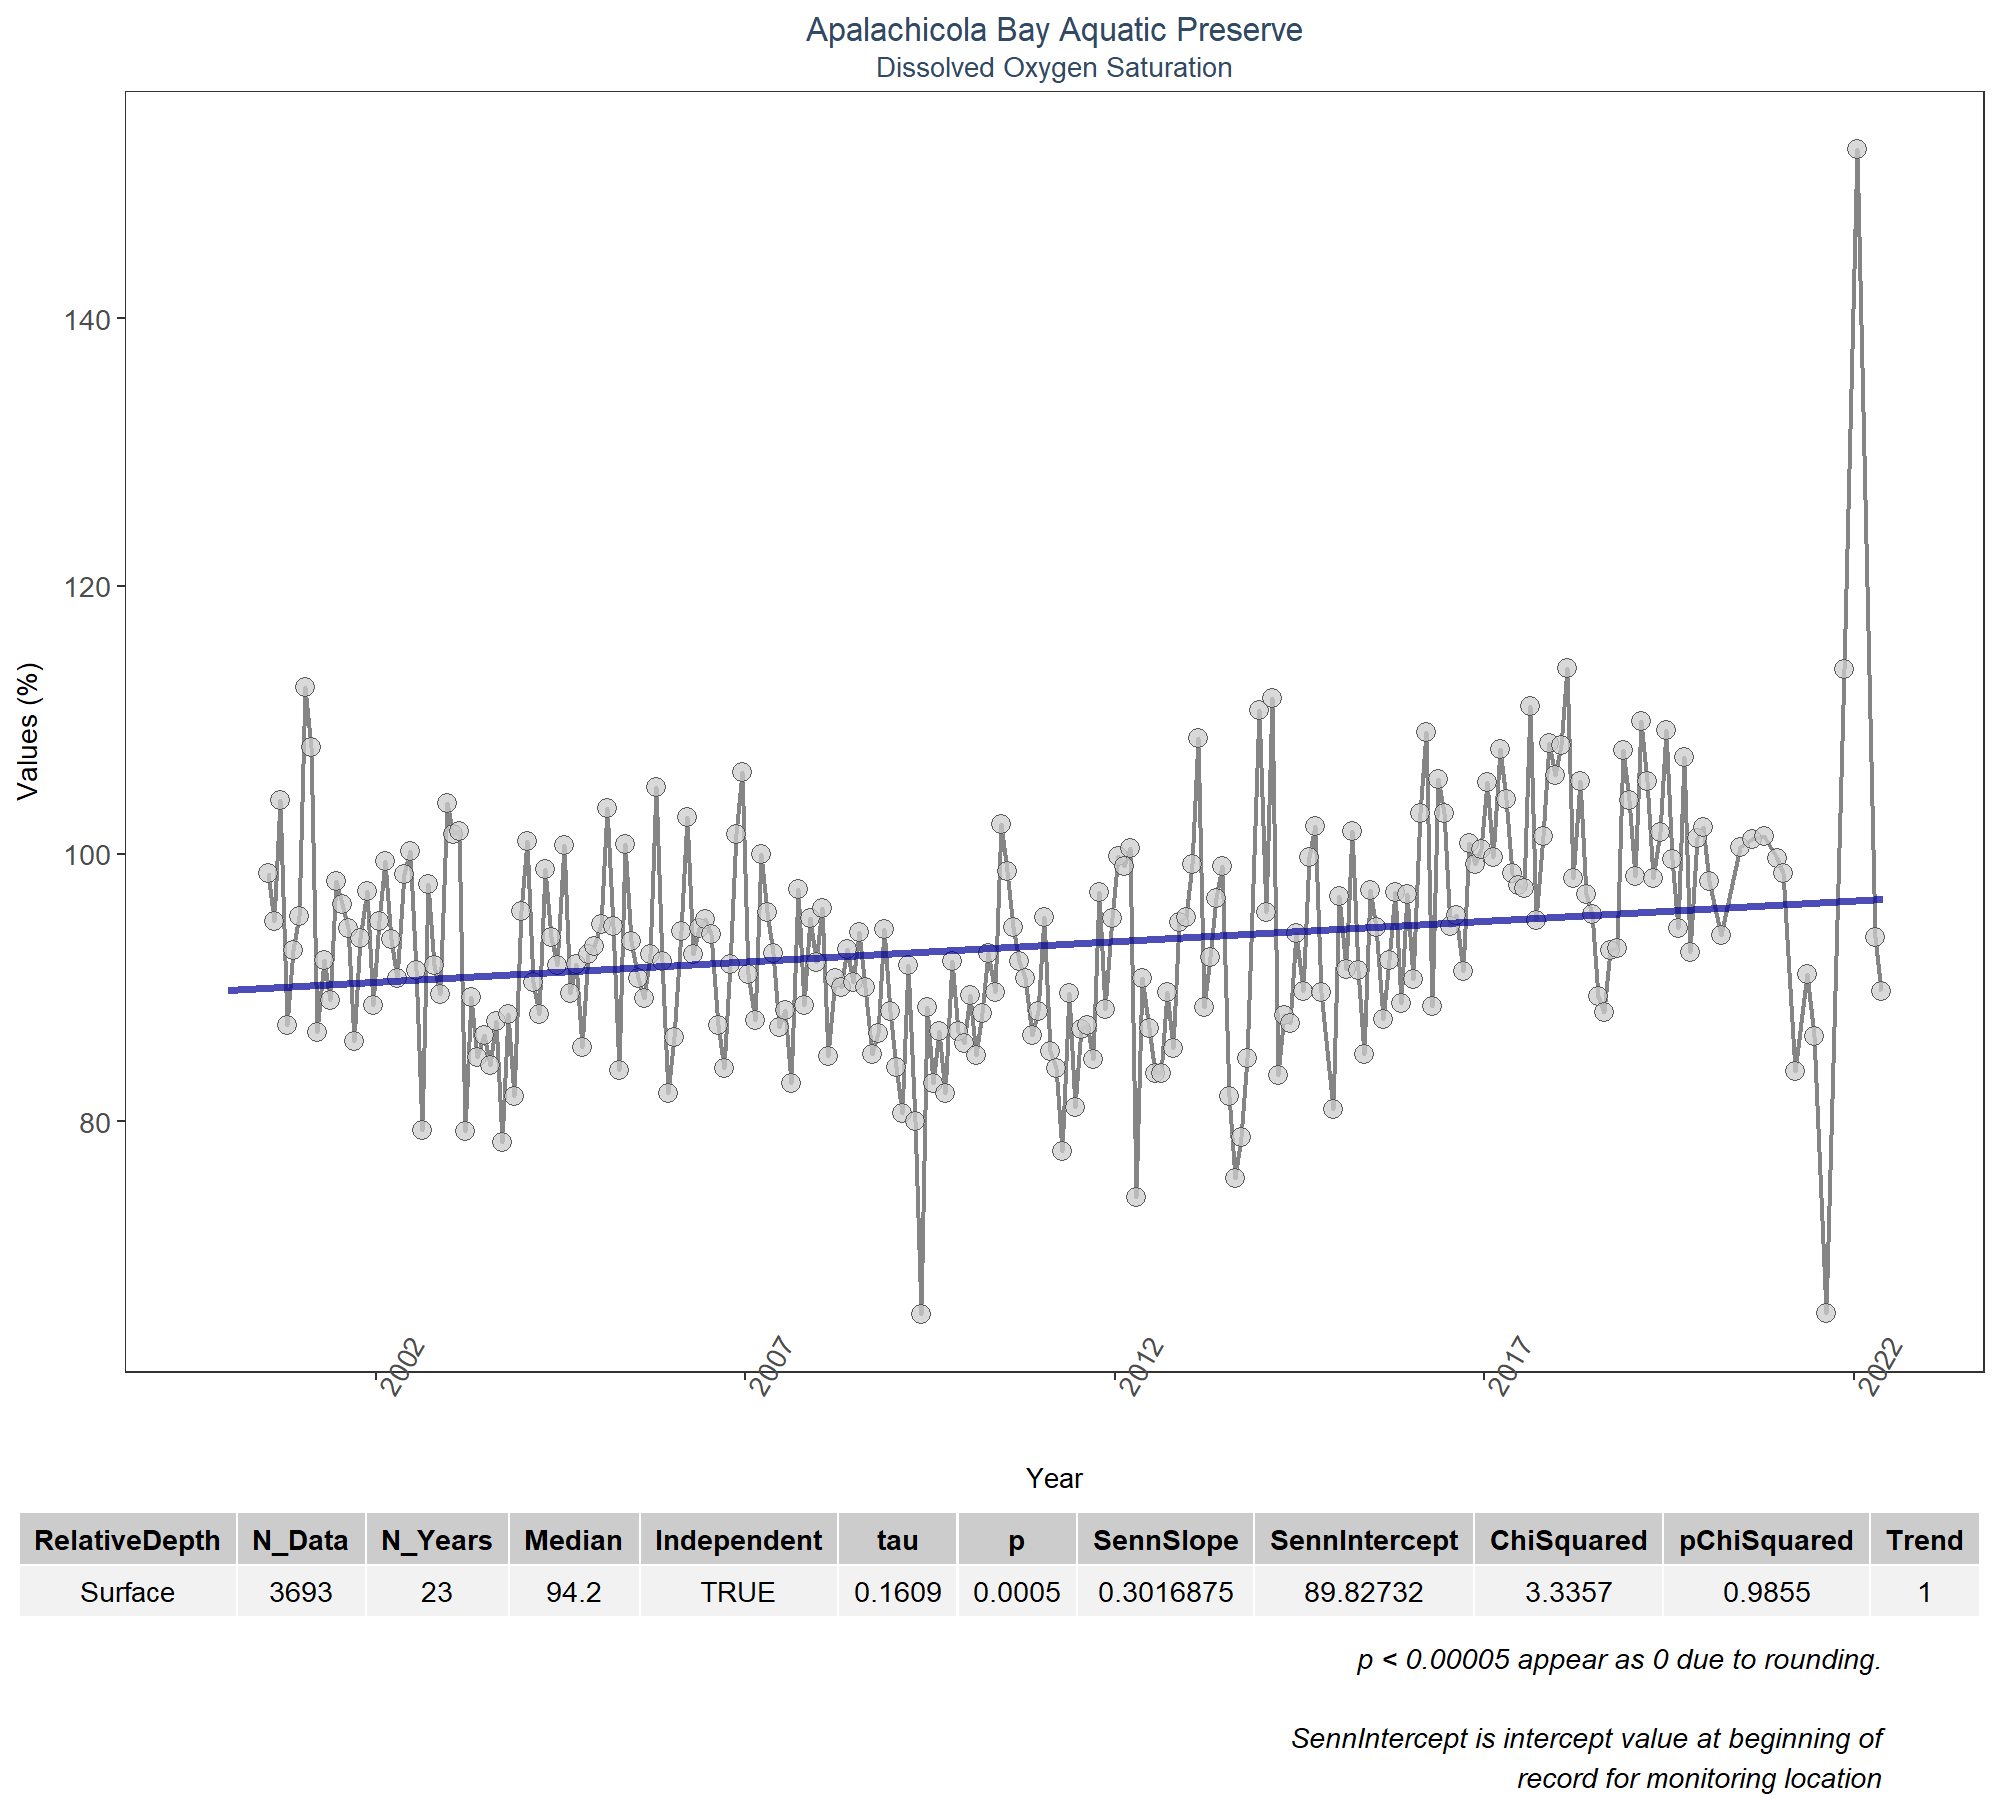 Apalachicola Bay Aquatic Preserve
Dissolved Oxygen Saturation
Values (%)
140
120
100
80
2002 2007 2012 2017 2022
Year
RelativeDepth N_Data N_Years Median Independent tau p SennSlope SennIntercept ChiSquared pChiSquared Trend
Surface 3693 23 94.2 TRUE 0.1609 0.0005 0.3016875 89.82732 3.3357 0.9855 1
p < 0.00005 appear as 0 due to rounding.
SennIntercept is intercept value at beginning of
record for monitoring location